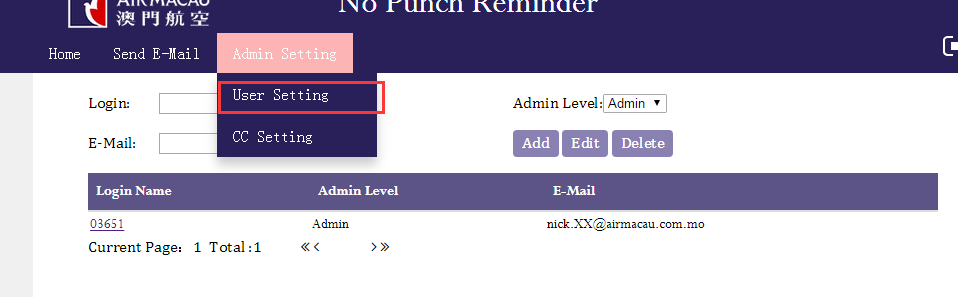 AIR MACAU
澳門航空
No Punch Reminder
Home Send E-Mail Admin Setting
User Setting
CC Setting
Login:
Admin Level: Admin
E-Mail:
Add Edit Delete
Login Name Admin Level E-Mail
03651 Admin nick.XX@airmacau.com.mo
Current Page: 1 Total:1 « ‹ › »